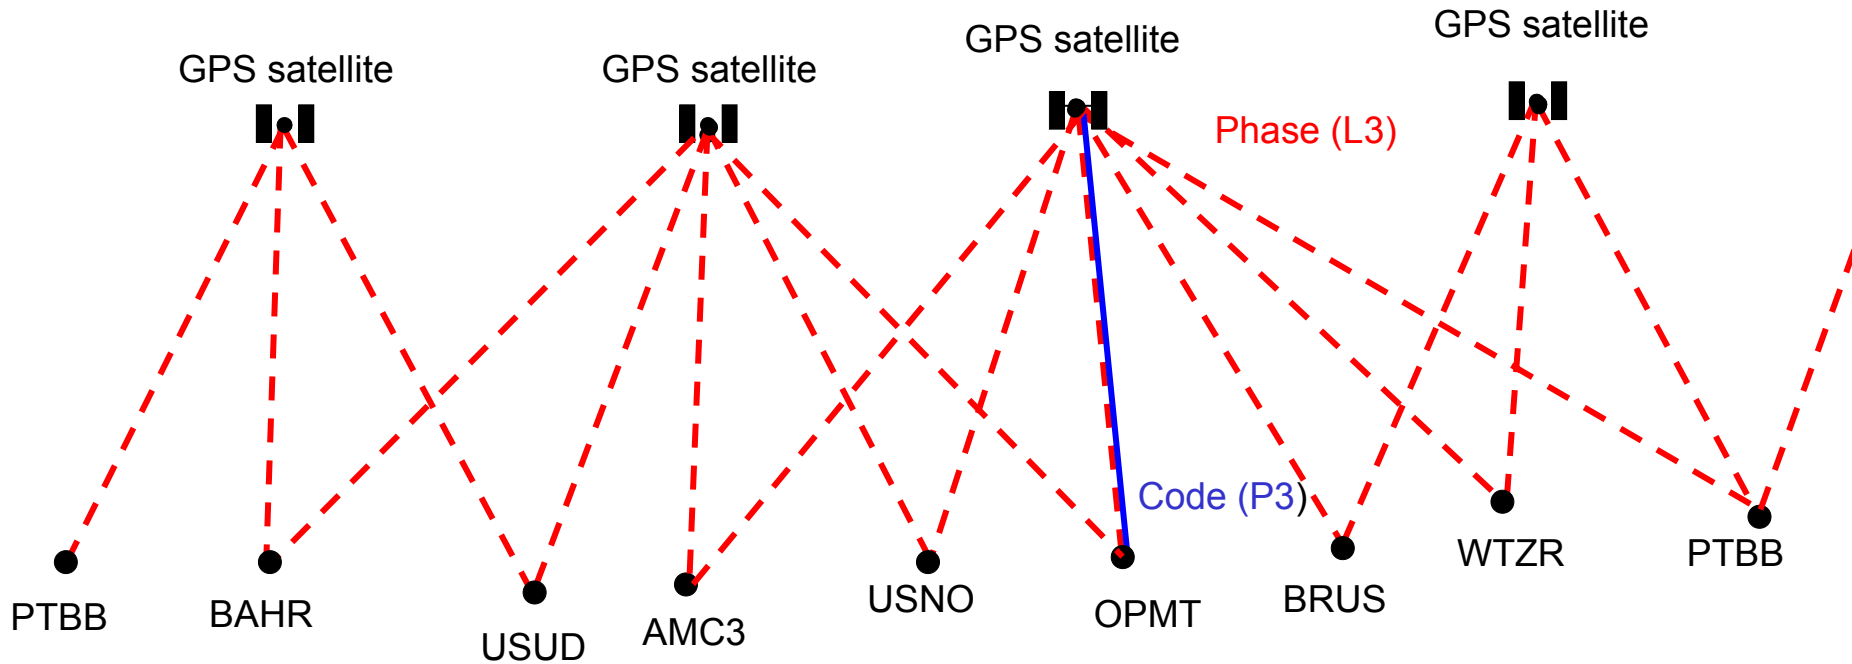 GPS satellite
GPS satellite
GPS satellite
GPS satellite
Phase (L3)
Code (P3)
PTBB
BAHR
USUD
AMC3
USNO
OPMT
BRUS
WTZR
PTBB